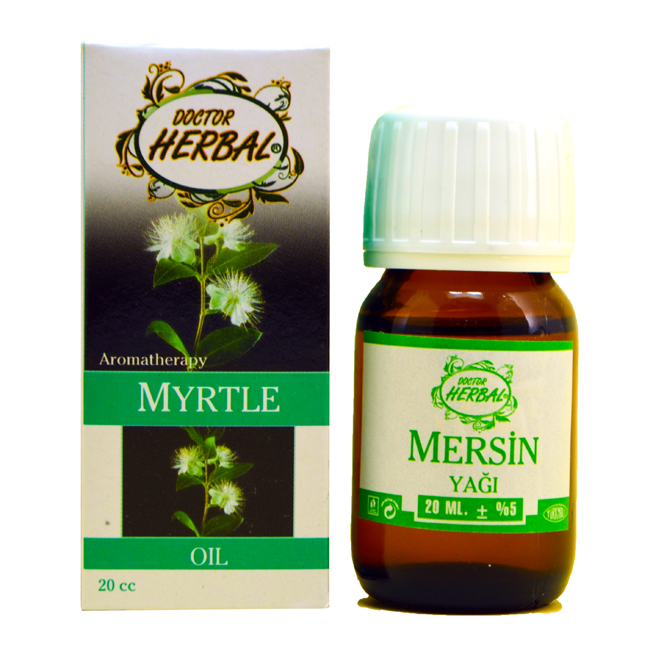 DOCTOR
HERBAL®
Aromatherapy
MYRTLE
OIL
20 cc
DOCTOR
HERBAL®
MERSİN
YAĞI
20 ML. ± %5